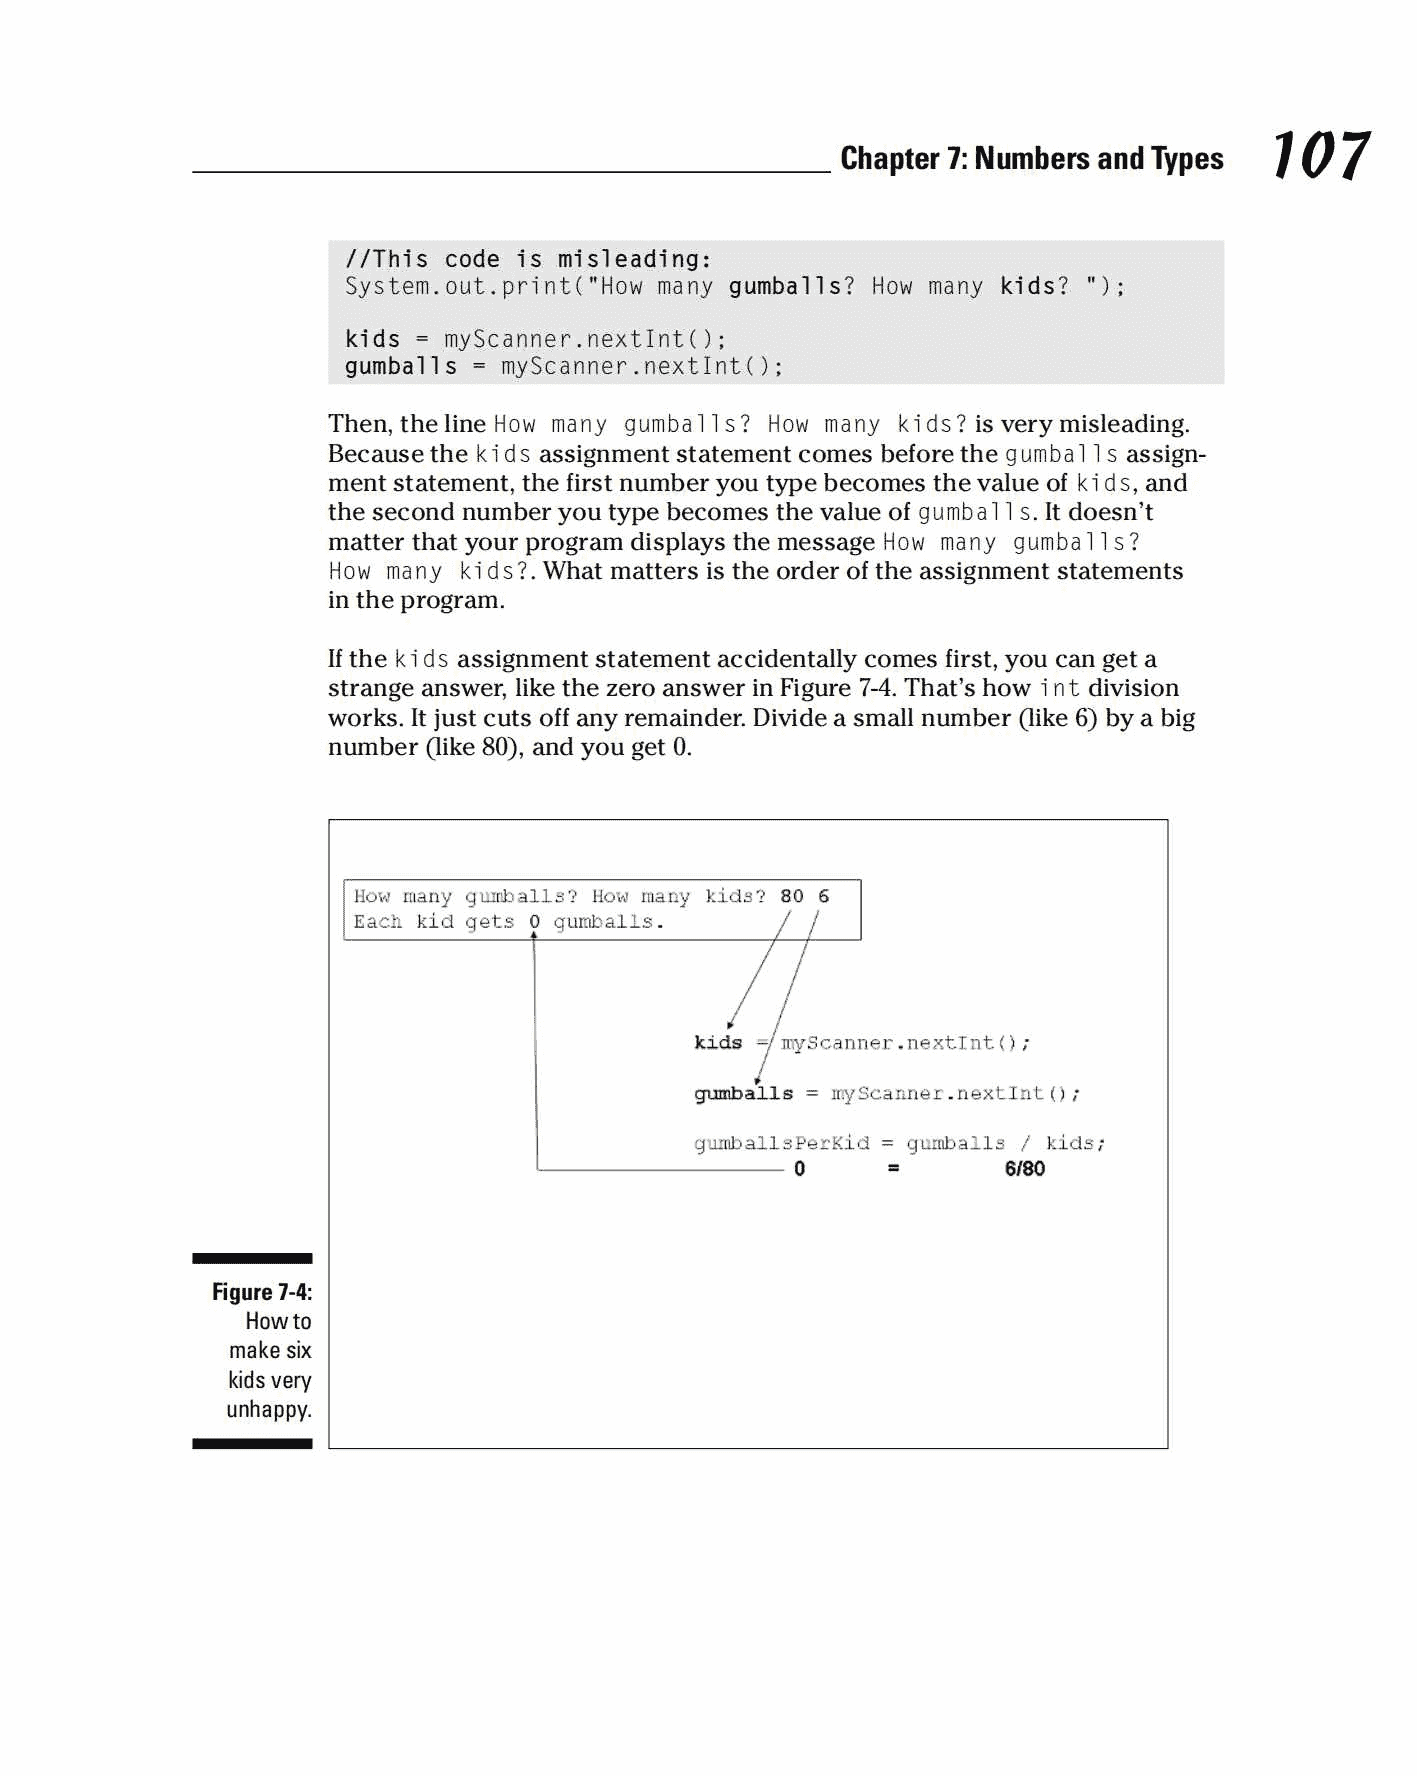 Chapter 7: Numbers and Types 107
//This code is misleading:
System.out.print("How many gumballs? How many kids? ");
kids = myScanner.nextInt();
gumballs = myScanner.nextInt();
Then, the line How many gumballs? How many kids? is very misleading.
Because the kids assignment statement comes before the gumballs assign-
ment statement, the first number you type becomes the value of kids, and
the second number you type becomes the value of gumballs. It doesn't
matter that your program displays the message How many gumballs?
How many kids?. What matters is the order of the assignment statements
in the program.
If the kids assignment statement accidentally comes first, you can get a
strange answer, like the zero answer in Figure 7-4. That's how int division
works. It just cuts off any remainder. Divide a small number (like 6) by a big
number (like 80), and you get 0.
How many gumballs? How many kids? 80 6
Each kid gets 0 gumballs.
kids = myScanner.nextInt();
gumballs = myScanner.nextInt();
gumballsPerKid = gumballs / kids;
0 = 6/80
Figure 7-4:
How to
make six
kids very
unhappy.